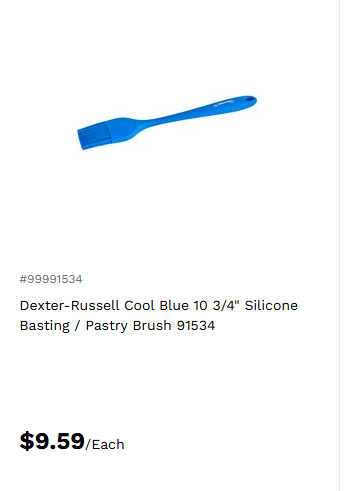 #99991534
Dexter-Russell Cool Blue 10 3/4" Silicone
Basting / Pastry Brush 91534
$9.59/Each